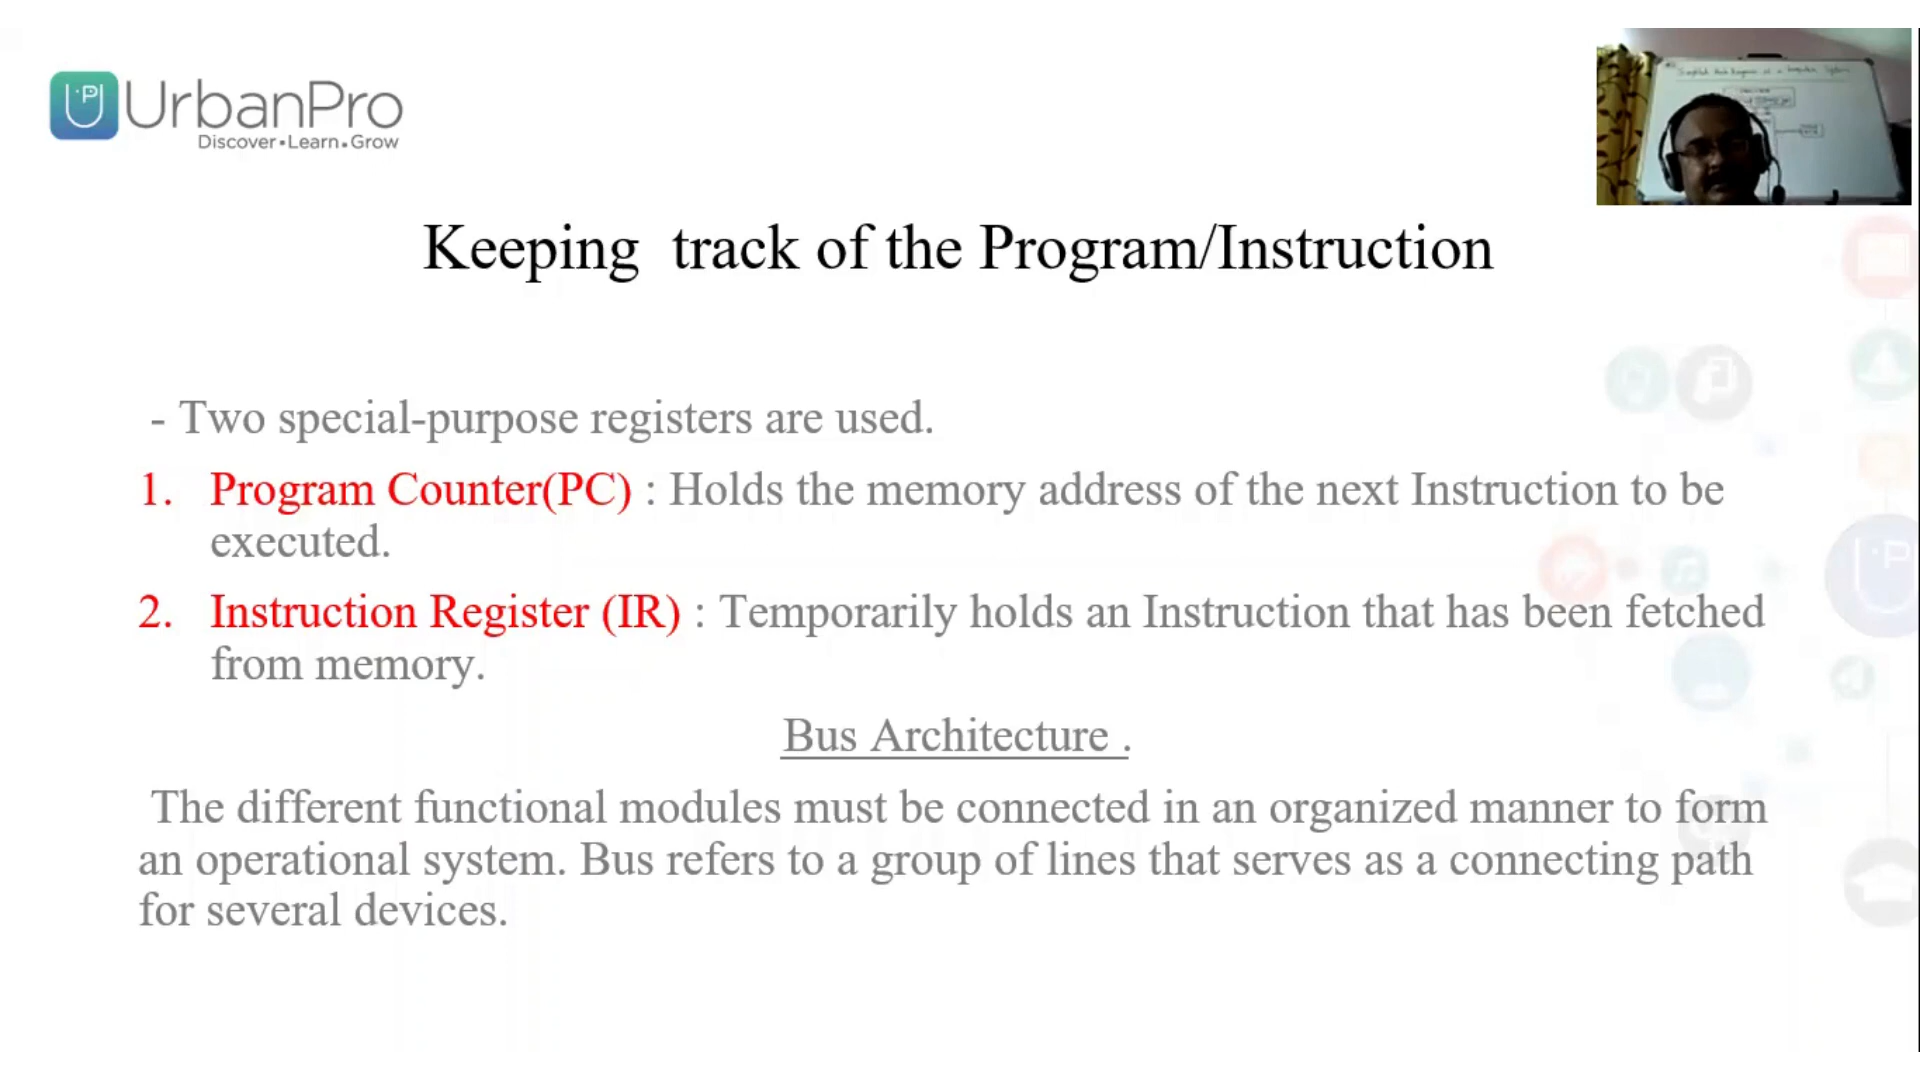 UrbanPro
Discover•Learn•Grow
Keeping track of the Program/Instruction
- Two special-purpose registers are used.
1. Program Counter(PC) : Holds the memory address of the next Instruction to be
executed.
2. Instruction Register (IR) : Temporarily holds an Instruction that has been fetched
from memory.
Bus Architecture .
The different functional modules must be connected in an organized manner to form
an operational system. Bus refers to a group of lines that serves as a connecting path
for several devices.